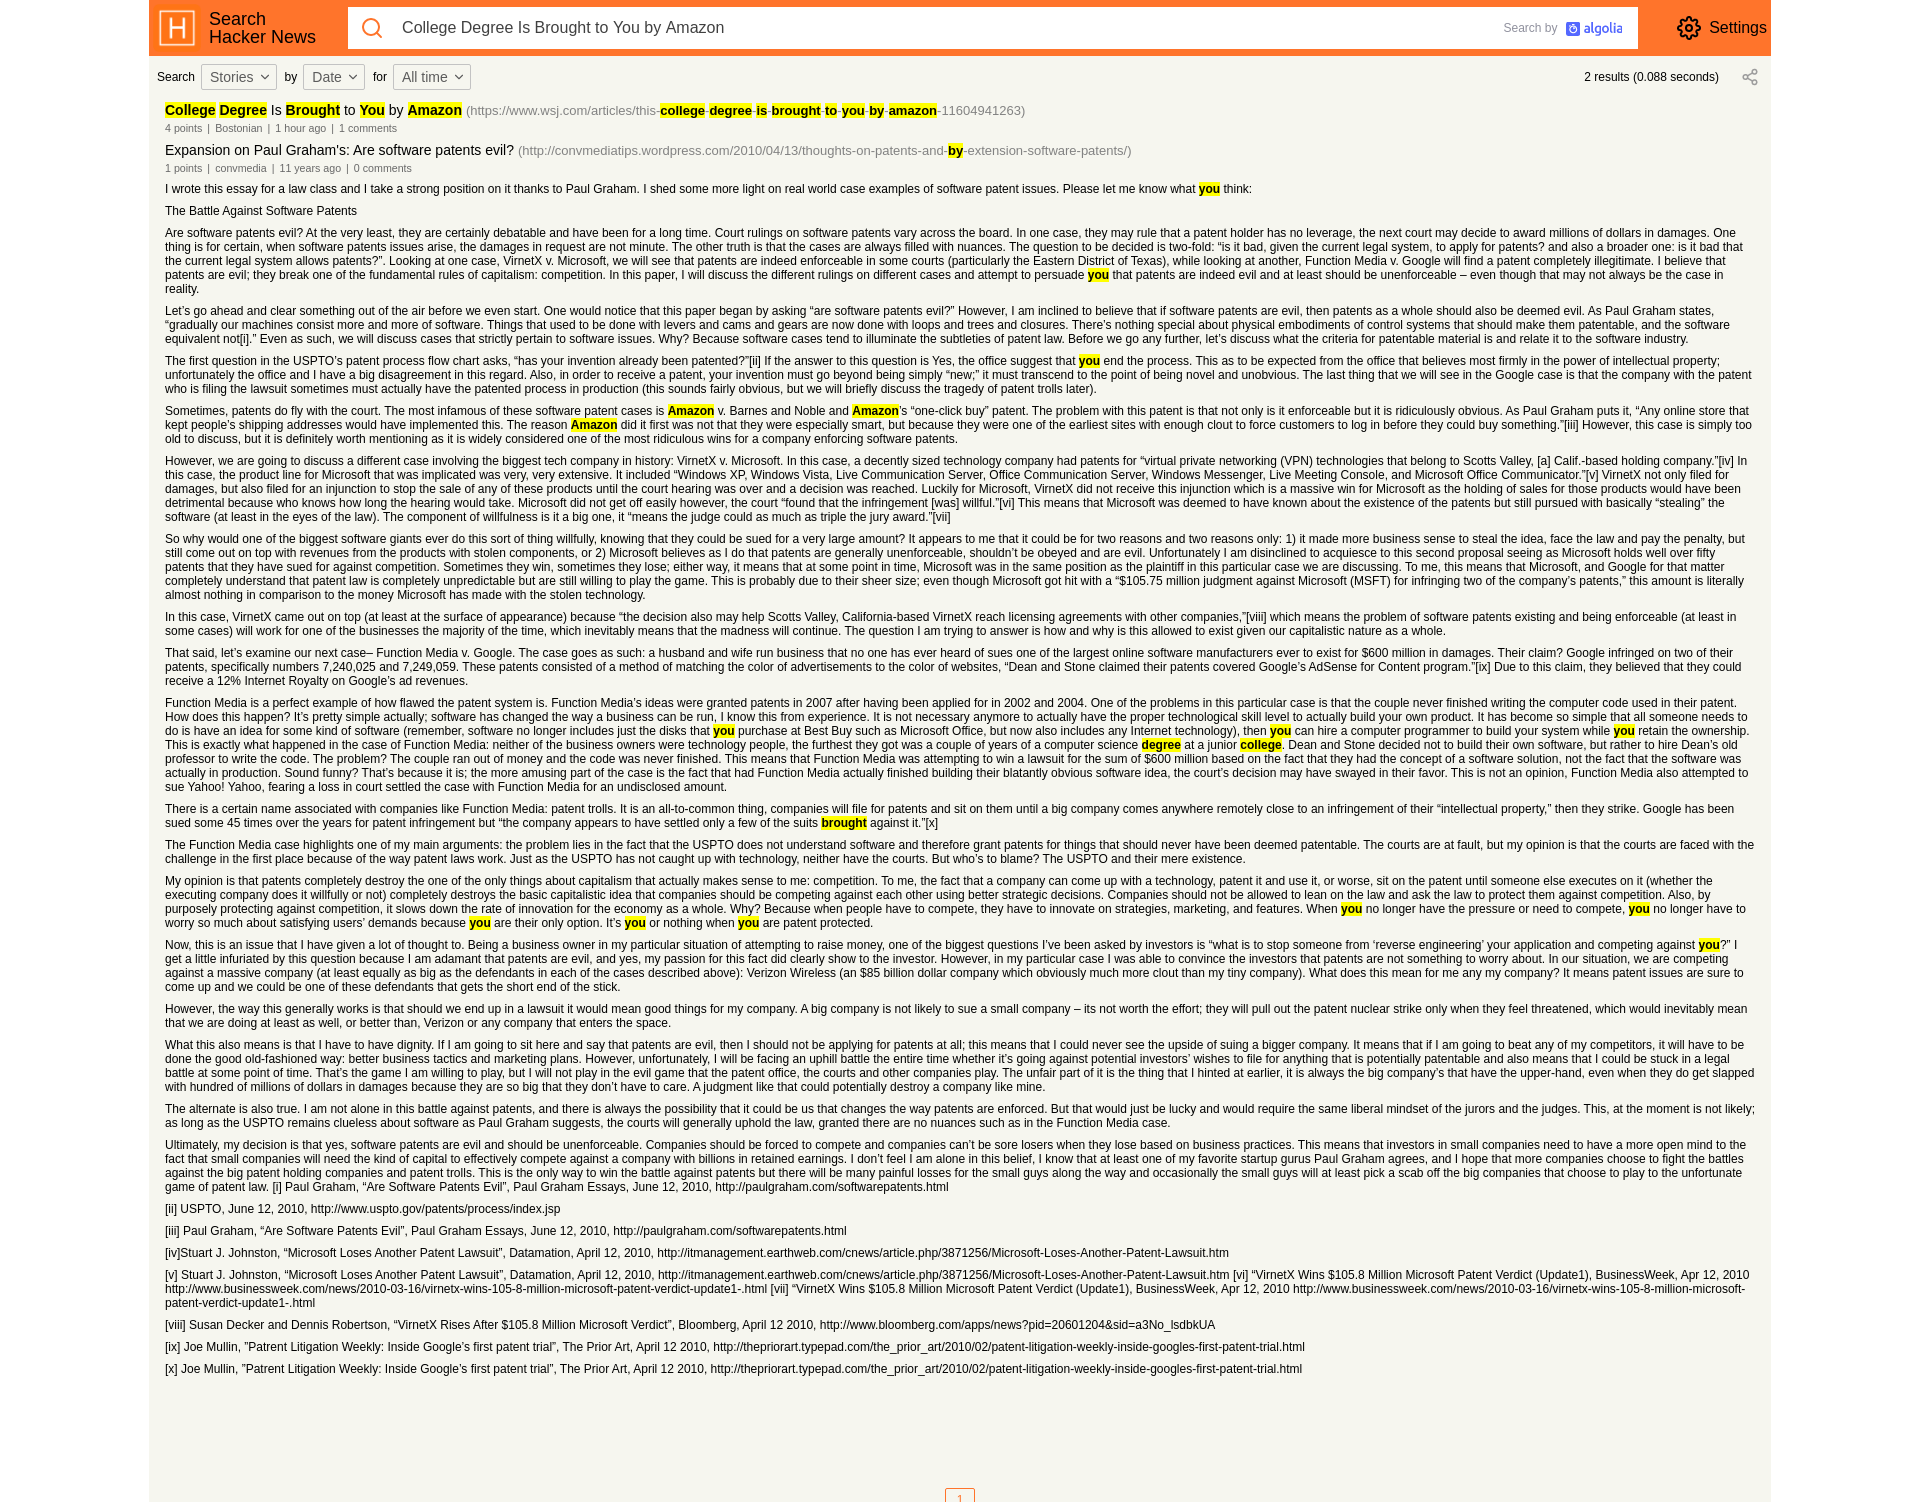 Search
Hacker News
College Degree Is Brought to You by Amazon
Search by algolia
Settings
Search Stories by Date for All time
2 results (0.088 seconds)
College Degree Is Brought to You by Amazon (https://www.wsj.com/articles/this-college-degree-is-brought-to-you-by-amazon-11604941263)
4 points | Bostonian | 1 hour ago | 1 comments
Expansion on Paul Graham's: Are software patents evil? (http://convmediatips.wordpress.com/2010/04/13/thoughts-on-patents-and-by-extension-software-patents/)
1 points | convmedia | 11 years ago | 0 comments
I wrote this essay for a law class and I take a strong position on it thanks to Paul Graham. I shed some more light on real world case examples of software patent issues. Please let me know what you think:
The Battle Against Software Patents
Are software patents evil? At the very least, they are certainly debatable and have been for a long time. Court rulings on software patents vary across the board. In one case, they may rule that a patent holder has no leverage, the next court may decide to award millions of dollars in damages. One
thing is for certain, when software patents issues arise, the damages in request are not minute. The other truth is that the cases are always filled with nuances. The question to be decided is two-fold: “is it bad, given the current legal system, to apply for patents? and also a broader one: is it bad that
the current legal system allows patents?”. Looking at one case, VirnetX v. Microsoft, we will see that patents are indeed enforceable in some courts (particularly the Eastern District of Texas), while looking at another, Function Media v. Google will find a patent completely illegitimate. I believe that
patents are evil; they break one of the fundamental rules of capitalism: competition. In this paper, I will discuss the different rulings on different cases and attempt to persuade you that patents are indeed evil and at least should be unenforceable – even though that may not always be the case in
reality.
Let’s go ahead and clear something out of the air before we even start. One would notice that this paper began by asking “are software patents evil?” However, I am inclined to believe that if software patents are evil, then patents as a whole should also be deemed evil. As Paul Graham states,
“gradually our machines consist more and more of software. Things that used to be done with levers and cams and gears are now done with loops and trees and closures. There’s nothing special about physical embodiments of control systems that should make them patentable, and the software
equivalent not[i].” Even as such, we will discuss cases that strictly pertain to software issues. Why? Because software cases tend to illuminate the subtleties of patent law. Before we go any further, let’s discuss what the criteria for patentable material is and relate it to the software industry.
The first question in the USPTO’s patent process flow chart asks, “has your invention already been patented?”[ii] If the answer to this question is Yes, the office suggest that you end the process. This as to be expected from the office that believes most firmly in the power of intellectual property;
unfortunately the office and I have a big disagreement in this regard. Also, in order to receive a patent, your invention must go beyond being simply “new;” it must transcend to the point of being novel and unobvious. The last thing that we will see in the Google case is that the company with the patent
who is filing the lawsuit sometimes must actually have the patented process in production (this sounds fairly obvious, but we will briefly discuss the tragedy of patent trolls later).
Sometimes, patents do fly with the court. The most infamous of these software patent cases is Amazon v. Barnes and Noble and Amazon’s “one-click buy” patent. The problem with this patent is that not only is it enforceable but it is ridiculously obvious. As Paul Graham puts it, “Any online store that
kept people’s shipping addresses would have implemented this. The reason Amazon did it first was not that they were especially smart, but because they were one of the earliest sites with enough clout to force customers to log in before they could buy something.”[iii] However, this case is simply too
old to discuss, but it is definitely worth mentioning as it is widely considered one of the most ridiculous wins for a company enforcing software patents.
However, we are going to discuss a different case involving the biggest tech company in history: VirnetX v. Microsoft. In this case, a decently sized technology company had patents for “virtual private networking (VPN) technologies that belong to Scotts Valley, [a] Calif.-based holding company.”[iv] In
this case, the product line for Microsoft that was implicated was very, very extensive. It included “Windows XP, Windows Vista, Live Communication Server, Office Communication Server, Windows Messenger, Live Meeting Console, and Microsoft Office Communicator.”[v] VirnetX not only filed for
damages, but also filed for an injunction to stop the sale of any of these products until the court hearing was over and a decision was reached. Luckily for Microsoft, VirnetX did not receive this injunction which is a massive win for Microsoft as the holding of sales for those products would have been
detrimental because who knows how long the hearing would take. Microsoft did not get off easily however, the court “found that the infringement [was] willful.”[vi] This means that Microsoft was deemed to have known about the existence of the patents but still pursued with basically “stealing” the
software (at least in the eyes of the law). The component of willfulness is it a big one, it “means the judge could as much as triple the jury award.”[vii]
So why would one of the biggest software giants ever do this sort of thing willfully, knowing that they could be sued for a very large amount? It appears to me that it could be for two reasons and two reasons only: 1) it made more business sense to steal the idea, face the law and pay the penalty, but
still come out on top with revenues from the products with stolen components, or 2) Microsoft believes as I do that patents are generally unenforceable, shouldn’t be obeyed and are evil. Unfortunately I am disinclined to acquiesce to this second proposal seeing as Microsoft holds well over fifty
patents that they have sued for against competition. Sometimes they win, sometimes they lose; either way, it means that at some point in time, Microsoft was in the same position as the plaintiff in this particular case we are discussing. To me, this means that Microsoft, and Google for that matter
completely understand that patent law is completely unpredictable but are still willing to play the game. This is probably due to their sheer size; even though Microsoft got hit with a “$105.75 million judgment against Microsoft (MSFT) for infringing two of the company’s patents,” this amount is literally
almost nothing in comparison to the money Microsoft has made with the stolen technology.
In this case, VirnetX came out on top (at least at the surface of appearance) because “the decision also may help Scotts Valley, California-based VirnetX reach licensing agreements with other companies,”[viii] which means the problem of software patents existing and being enforceable (at least in
some cases) will work for one of the businesses the majority of the time, which inevitably means that the madness will continue. The question I am trying to answer is how and why is this allowed to exist given our capitalistic nature as a whole.
That said, let’s examine our next case– Function Media v. Google. The case goes as such: a husband and wife run business that no one has ever heard of sues one of the largest online software manufacturers ever to exist for $600 million in damages. Their claim? Google infringed on two of their
patents, specifically numbers 7,240,025 and 7,249,059. These patents consisted of a method of matching the color of advertisements to the color of websites, “Dean and Stone claimed their patents covered Google’s AdSense for Content program.”[ix] Due to this claim, they believed that they could
receive a 12% Internet Royalty on Google’s ad revenues.
Function Media is a perfect example of how flawed the patent system is. Function Media’s ideas were granted patents in 2007 after having been applied for in 2002 and 2004. One of the problems in this particular case is that the couple never finished writing the computer code used in their patent.
How does this happen? It’s pretty simple actually; software has changed the way a business can be run, I know this from experience. It is not necessary anymore to actually have the proper technological skill level to actually build your own product. It has become so simple that all someone needs to
do is have an idea for some kind of software (remember, software no longer includes just the disks that you purchase at Best Buy such as Microsoft Office, but now also includes any Internet technology), then you can hire a computer programmer to build your system while you retain the ownership.
This is exactly what happened in the case of Function Media: neither of the business owners were technology people, the furthest they got was a couple of years of a computer science degree at a junior college. Dean and Stone decided not to build their own software, but rather to hire Dean’s old
professor to write the code. The problem? The couple ran out of money and the code was never finished. This means that Function Media was attempting to win a lawsuit for the sum of $600 million based on the fact that they had the concept of a software solution, not the fact that the software was
actually in production. Sound funny? That’s because it is; the more amusing part of the case is the fact that had Function Media actually finished building their blatantly obvious software idea, the court’s decision may have swayed in their favor. This is not an opinion, Function Media also attempted to
sue Yahoo! Yahoo, fearing a loss in court settled the case with Function Media for an undisclosed amount.
There is a certain name associated with companies like Function Media: patent trolls. It is an all-to-common thing, companies will file for patents and sit on them until a big company comes anywhere remotely close to an infringement of their “intellectual property,” then they strike. Google has been
sued some 45 times over the years for patent infringement but “the company appears to have settled only a few of the suits brought against it.”[x]
The Function Media case highlights one of my main arguments: the problem lies in the fact that the USPTO does not understand software and therefore grant patents for things that should never have been deemed patentable. The courts are at fault, but my opinion is that the courts are faced with the
challenge in the first place because of the way patent laws work. Just as the USPTO has not caught up with technology, neither have the courts. But who’s to blame? The USPTO and their mere existence.
My opinion is that patents completely destroy the one of the only things about capitalism that actually makes sense to me: competition. To me, the fact that a company can come up with a technology, patent it and use it, or worse, sit on the patent until someone else executes on it (whether the
executing company does it willfully or not) completely destroys the basic capitalistic idea that companies should be competing against each other using better strategic decisions. Companies should not be allowed to lean on the law and ask the law to protect them against competition. Also, by
purposely protecting against competition, it slows down the rate of innovation for the economy as a whole. Why? Because when people have to compete, they have to innovate on strategies, marketing, and features. When you no longer have the pressure or need to compete, you no longer have to
worry so much about satisfying users’ demands because you are their only option. It’s you or nothing when you are patent protected.
Now, this is an issue that I have given a lot of thought to. Being a business owner in my particular situation of attempting to raise money, one of the biggest questions I’ve been asked by investors is “what is to stop someone from ‘reverse engineering’ your application and competing against you?” I
get a little infuriated by this question because I am adamant that patents are evil, and yes, my passion for this fact did clearly show to the investor. However, in my particular case I was able to convince the investors that patents are not something to worry about. In our situation, we are competing
against a massive company (at least equally as big as the defendants in each of the cases described above): Verizon Wireless (an $85 billion dollar company which obviously much more clout than my tiny company). What does this mean for me any my company? It means patent issues are sure to
come up and we could be one of these defendants that gets the short end of the stick.
However, the way this generally works is that should we end up in a lawsuit it would mean good things for my company. A big company is not likely to sue a small company – its not worth the effort; they will pull out the patent nuclear strike only when they feel threatened, which would inevitably mean
that we are doing at least as well, or better than, Verizon or any company that enters the space.
What this also means is that I have to have dignity. If I am going to sit here and say that patents are evil, then I should not be applying for patents at all; this means that I could never see the upside of suing a bigger company. It means that if I am going to beat any of my competitors, it will have to be
done the good old-fashioned way: better business tactics and marketing plans. However, unfortunately, I will be facing an uphill battle the entire time whether it’s going against potential investors’ wishes to file for anything that is potentially patentable and also means that I could be stuck in a legal
battle at some point of time. That’s the game I am willing to play, but I will not play in the evil game that the patent office, the courts and other companies play. The unfair part of it is the thing that I hinted at earlier, it is always the big company’s that have the upper-hand, even when they do get slapped
with hundred of millions of dollars in damages because they are so big that they don’t have to care. A judgment like that could potentially destroy a company like mine.
The alternate is also true. I am not alone in this battle against patents, and there is always the possibility that it could be us that changes the way patents are enforced. But that would just be lucky and would require the same liberal mindset of the jurors and the judges. This, at the moment is not likely;
as long as the USPTO remains clueless about software as Paul Graham suggests, the courts will generally uphold the law, granted there are no nuances such as in the Function Media case.
Ultimately, my decision is that yes, software patents are evil and should be unenforceable. Companies should be forced to compete and companies can’t be sore losers when they lose based on business practices. This means that investors in small companies need to have a more open mind to the
fact that small companies will need the kind of capital to effectively compete against a company with billions in retained earnings. I don’t feel I am alone in this belief, I know that at least one of my favorite startup gurus Paul Graham agrees, and I hope that more companies choose to fight the battles
against the big patent holding companies and patent trolls. This is the only way to win the battle against patents but there will be many painful losses for the small guys along the way and occasionally the small guys will at least pick a scab off the big companies that choose to play to the unfortunate
game of patent law. [i] Paul Graham, “Are Software Patents Evil”, Paul Graham Essays, June 12, 2010, http://paulgraham.com/softwarepatents.html
[ii] USPTO, June 12, 2010, http://www.uspto.gov/patents/process/index.jsp
[iii] Paul Graham, “Are Software Patents Evil”, Paul Graham Essays, June 12, 2010, http://paulgraham.com/softwarepatents.html
[iv]Stuart J. Johnston, “Microsoft Loses Another Patent Lawsuit”, Datamation, April 12, 2010, http://itmanagement.earthweb.com/cnews/article.php/3871256/Microsoft-Loses-Another-Patent-Lawsuit.htm
[v] Stuart J. Johnston, “Microsoft Loses Another Patent Lawsuit”, Datamation, April 12, 2010, http://itmanagement.earthweb.com/cnews/article.php/3871256/Microsoft-Loses-Another-Patent-Lawsuit.htm [vi] “VirnetX Wins $105.8 Million Microsoft Patent Verdict (Update1), BusinessWeek, Apr 12, 2010
http://www.businessweek.com/news/2010-03-16/virnetx-wins-105-8-million-microsoft-patent-verdict-update1-.html [vii] “VirnetX Wins $105.8 Million Microsoft Patent Verdict (Update1), BusinessWeek, Apr 12, 2010 http://www.businessweek.com/news/2010-03-16/virnetx-wins-105-8-million-microsoft-
patent-verdict-update1-.html
[viii] Susan Decker and Dennis Robertson, “VirnetX Rises After $105.8 Million Microsoft Verdict”, Bloomberg, April 12 2010, http://www.bloomberg.com/apps/news?pid=20601204&sid=a3No_lsdbkUA
[ix] Joe Mullin, ”Patrent Litigation Weekly: Inside Google’s first patent trial”, The Prior Art, April 12 2010, http://thepriorart.typepad.com/the_prior_art/2010/02/patent-litigation-weekly-inside-googles-first-patent-trial.html
[x] Joe Mullin, ”Patrent Litigation Weekly: Inside Google’s first patent trial”, The Prior Art, April 12 2010, http://thepriorart.typepad.com/the_prior_art/2010/02/patent-litigation-weekly-inside-googles-first-patent-trial.html
1